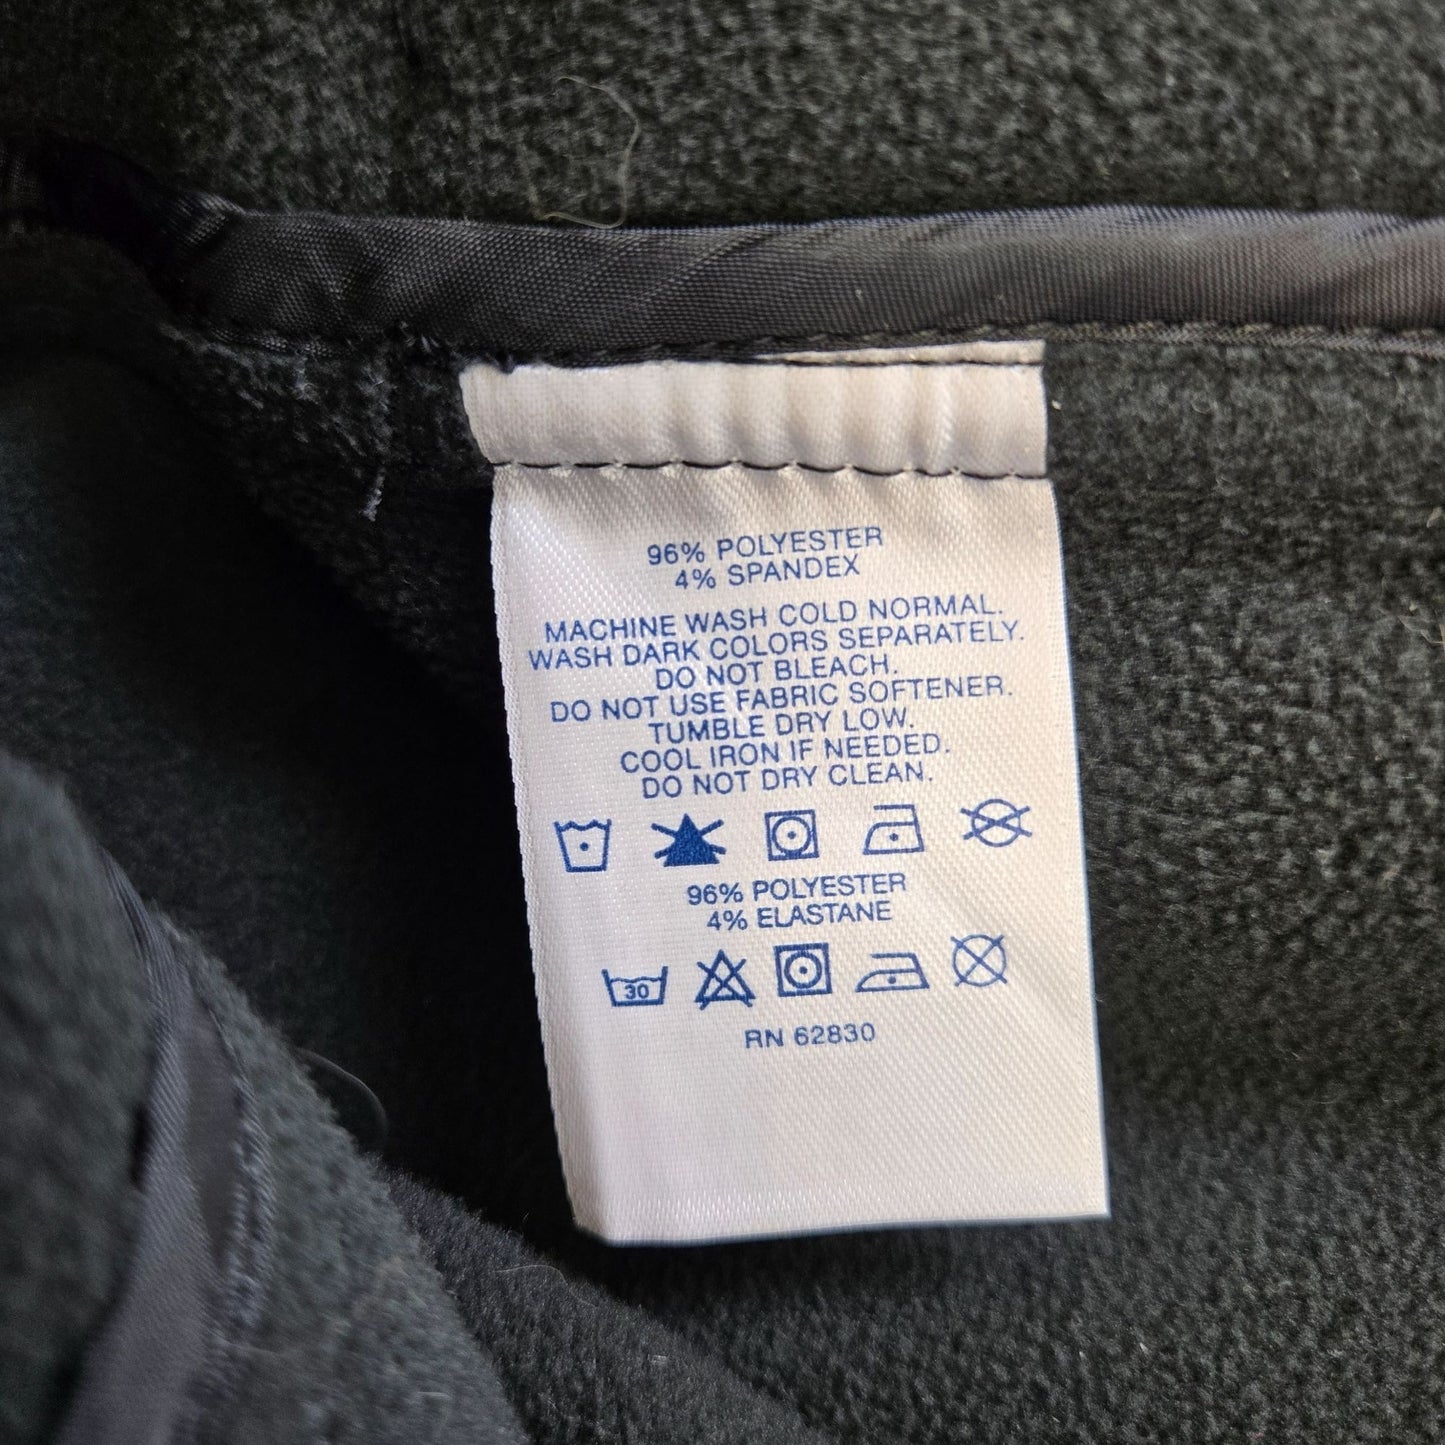 96% POLYESTER
4% SPANDEX
MACHINE WASH COLD NORMAL.
WASH DARK COLORS SEPARATELY.
DO NOT BLEACH.
DO NOT USE FABRIC SOFTENER.
TUMBLE DRY LOW.
COOL IRON IF NEEDED.
DO NOT DRY CLEAN.
96% POLYESTER
4% ELASTANE
30
RN 62830